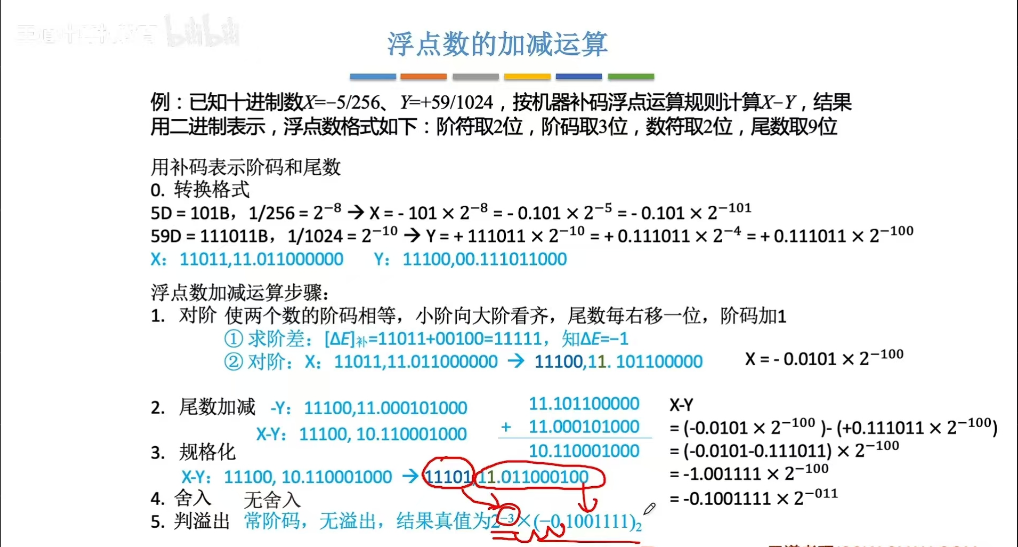 bilibili
浮点数的加减运算
例：已知十进制数X=−5/256、Y=+59/1024，按机器补码浮点运算规则计算X−Y，结果
用二进制表示，浮点数格式如下：阶符取2位，阶码取3位，数符取2位，尾数取9位
用补码表示阶码和尾数
0. 转换格式
5D = 101B，1/256 = 2⁻⁸ → X = - 101 × 2⁻⁸ = - 0.101 × 2⁻⁵ = - 0.101 × 2⁻¹⁰¹
59D = 111011B，1/1024 = 2⁻¹⁰ → Y = + 111011 × 2⁻¹⁰ = + 0.111011 × 2⁻⁴ = + 0.111011 × 2⁻¹⁰⁰
X：11011,11.011000000 Y：11100,00.111011000
浮点数加减运算步骤：
1. 对阶 使两个数的阶码相等，小阶向大阶看齐，尾数每右移一位，阶码加1
① 求阶差：[ΔE]补=11011+00100=11111，知ΔE=−1
② 对阶：X：11011,11.011000000 → 11100,11. 101100000 X = - 0.0101 × 2⁻¹⁰⁰
2. 尾数加减 -Y：11100,11.000101000
X-Y：11100, 10.110001000
11.101100000
+ 11.000101000
10.110001000
X-Y
= (-0.0101 × 2⁻¹⁰⁰ )- (+0.111011 × 2⁻¹⁰⁰)
= (-0.0101-0.111011) × 2⁻¹⁰⁰
= -1.001111 × 2⁻¹⁰⁰
= -0.1001111 × 2⁻⁰¹¹
3. 规格化
X-Y：11100, 10.110001000 → 11101,11.011000100
4. 舍入 无舍入
5. 判溢出 常阶码，无溢出，结果真值为2⁻³×(−0.1001111)₂